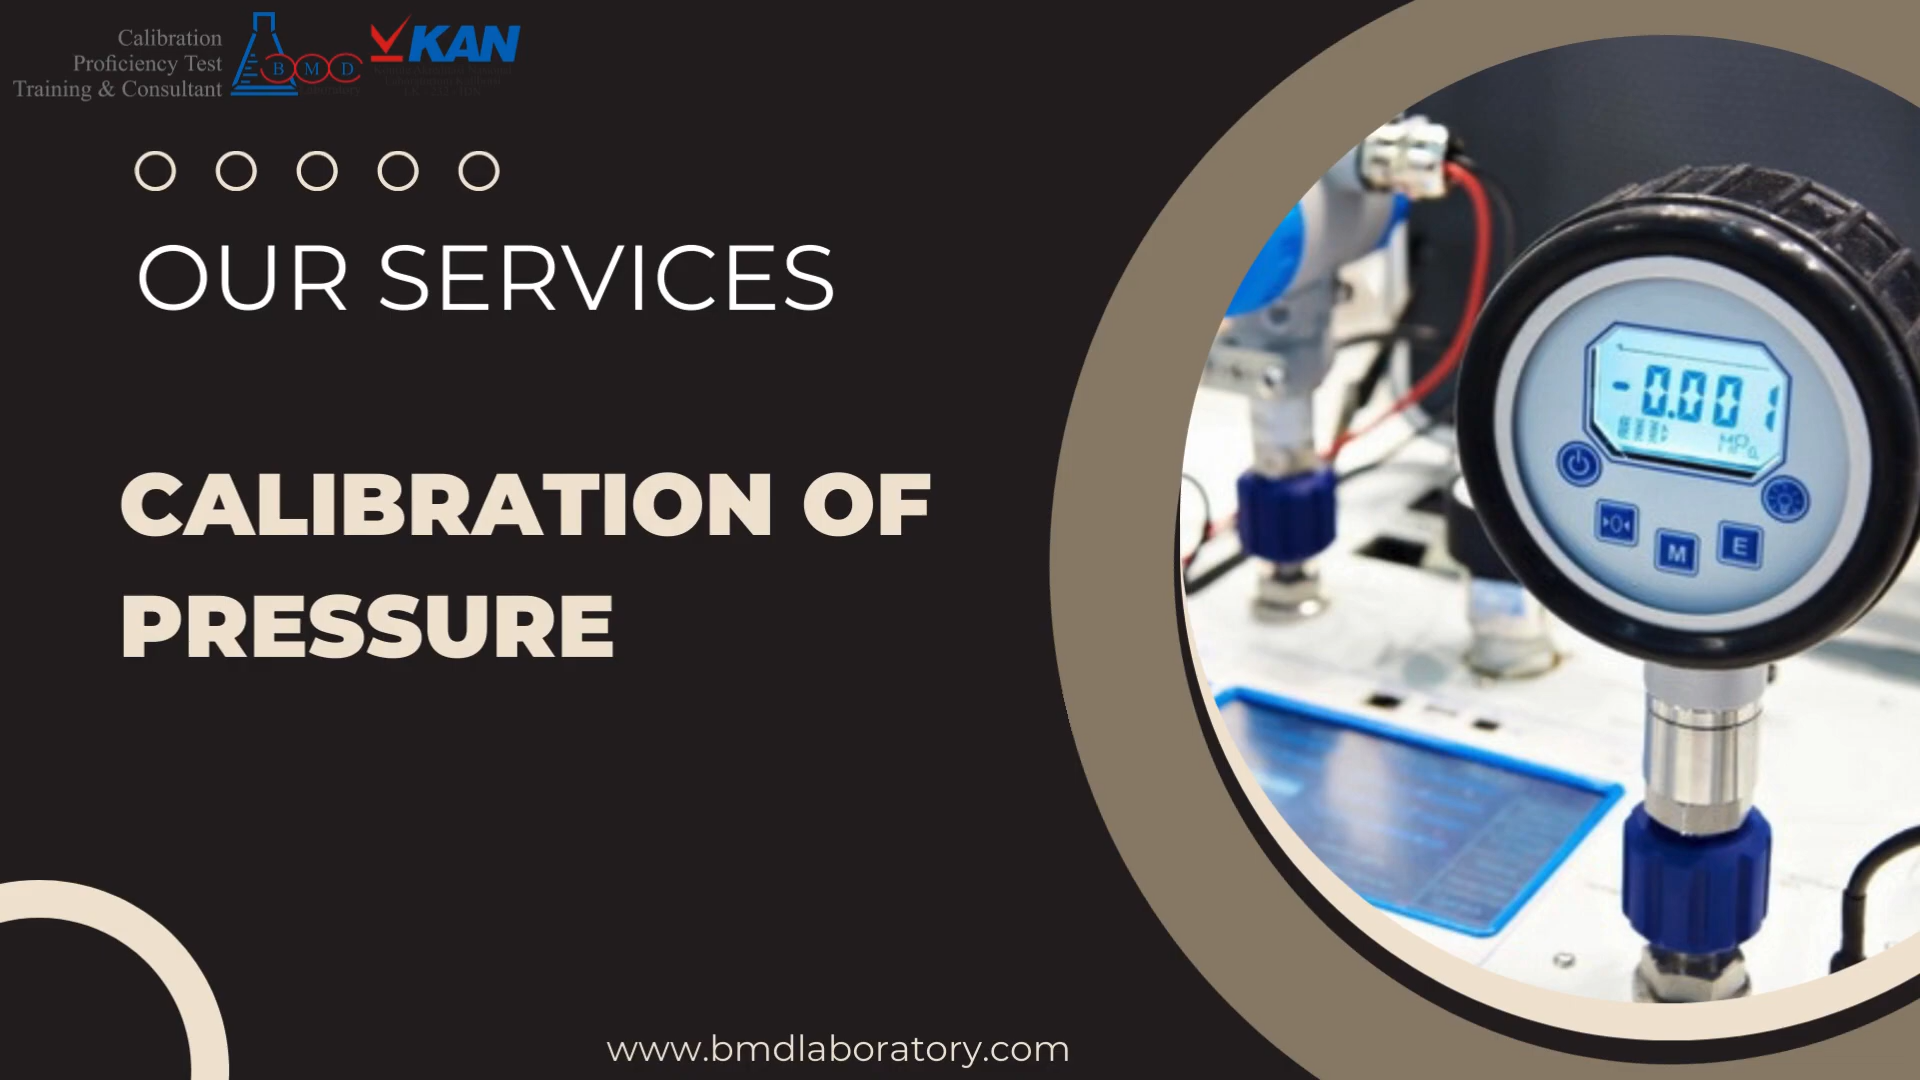 Calibration
Proficiency Test
Training & Consultant
B M D
KAN
OUR SERVICES
CALIBRATION OF
PRESSURE
-0.001
MPa
M
E
www.bmdlaboratory.com